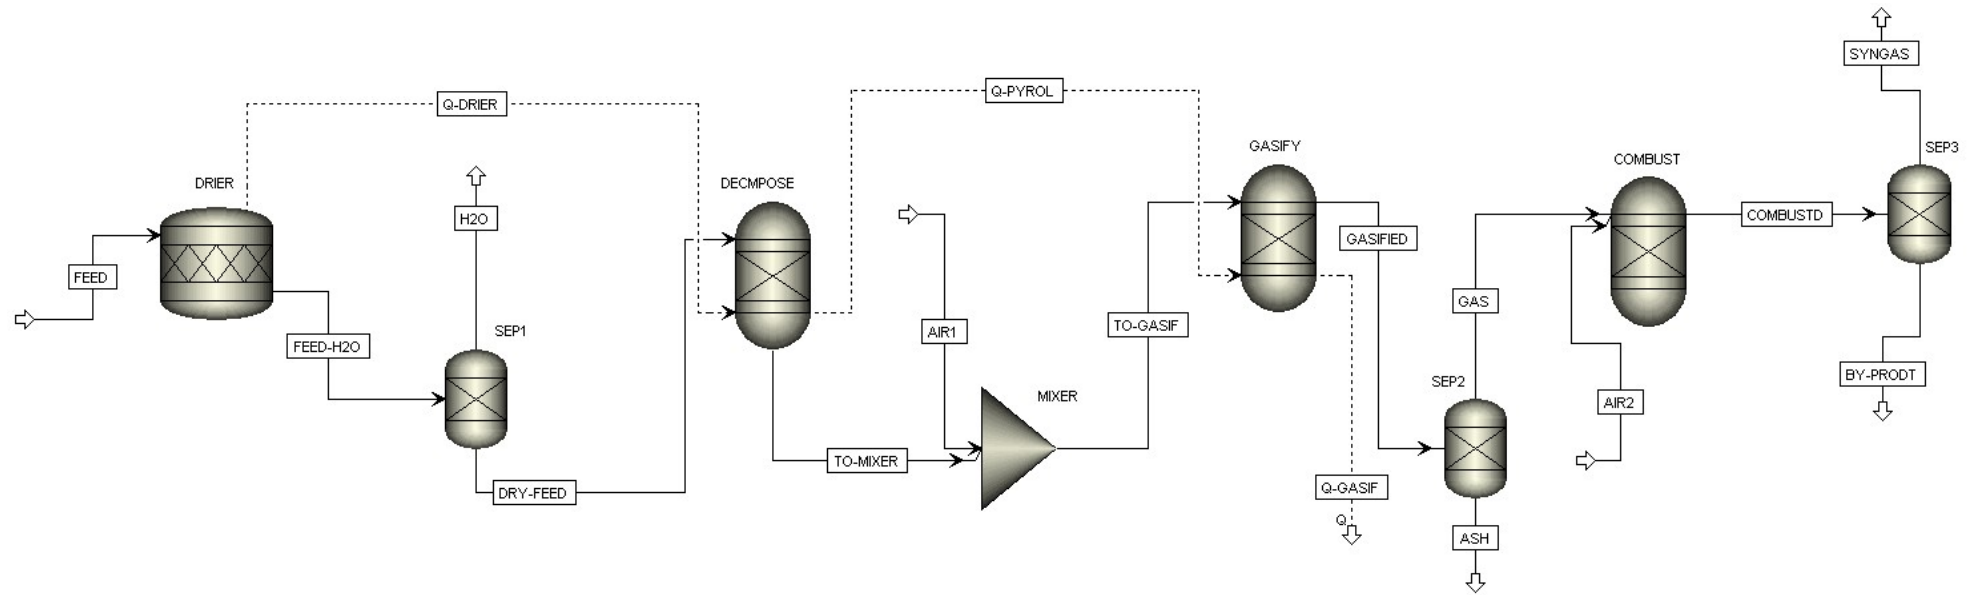 SYNGAS
Q-PYROL
Q-DRIER
GASIFY
SEP3
COMBUST
DRIER
DECMPOSE
H2O
COMBUSTD
GASIFIED
FEED
GAS
TO-GASIF
AIR1
SEP1
FEED-H2O
BY-PRODT
SEP2
MIXER
AIR2
TO-MIXER
Q-GASIF
DRY-FEED
Q
ASH